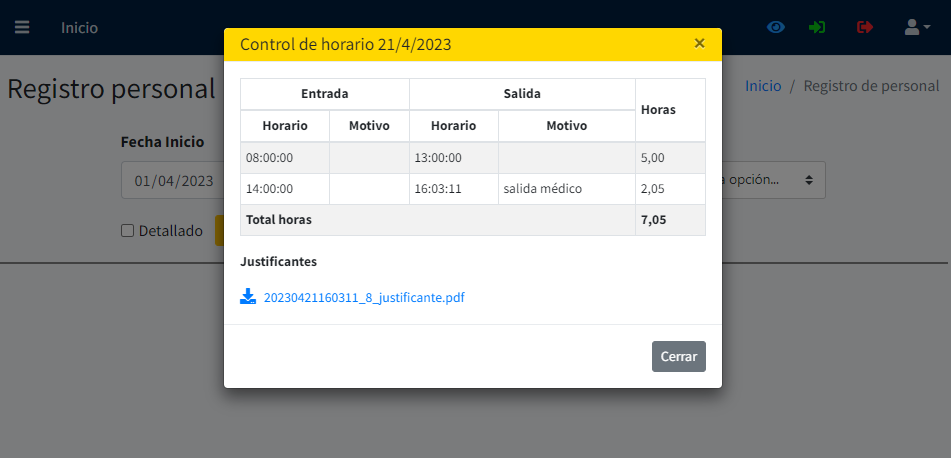 Inicio
Control de horario 21/4/2023 ×
Registro personal
Inicio / Registro de personal
Entrada Salida Horas
Horario Motivo Horario Motivo
08:00:00 13:00:00 5,00
14:00:00 16:03:11 salida médico 2,05
Total horas 7,05
Fecha Inicio
01/04/2023
opción...
Detallado
Justificantes
20230421160311_8_justificante.pdf
Cerrar